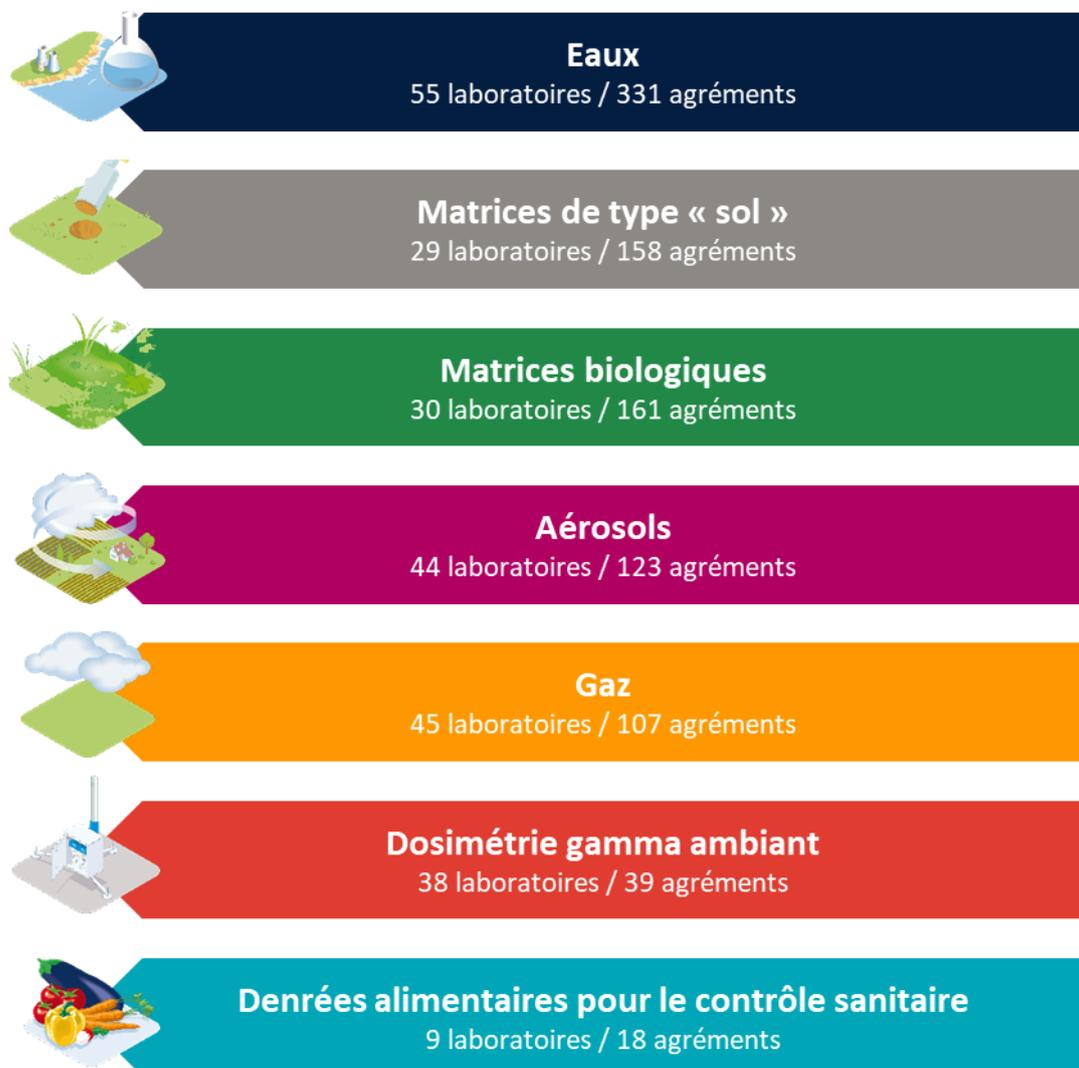 Eaux
55 laboratoires / 331 agréments
Matrices de type « sol »
29 laboratoires / 158 agréments
Matrices biologiques
30 laboratoires / 161 agréments
Aérosols
44 laboratoires / 123 agréments
Gaz
45 laboratoires / 107 agréments
Dosimétrie gamma ambiant
38 laboratoires / 39 agréments
Denrées alimentaires pour le contrôle sanitaire
9 laboratoires / 18 agréments